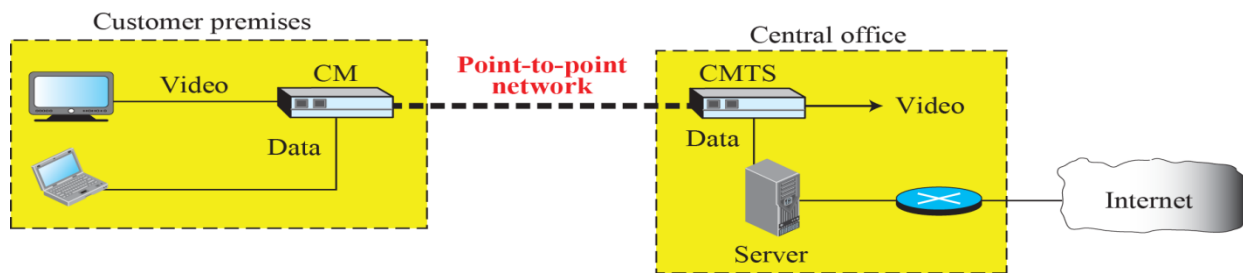 Customer premises
Central office
Video
CM
Point-to-point
network
CMTS
Video
Data
Data
Server
Internet